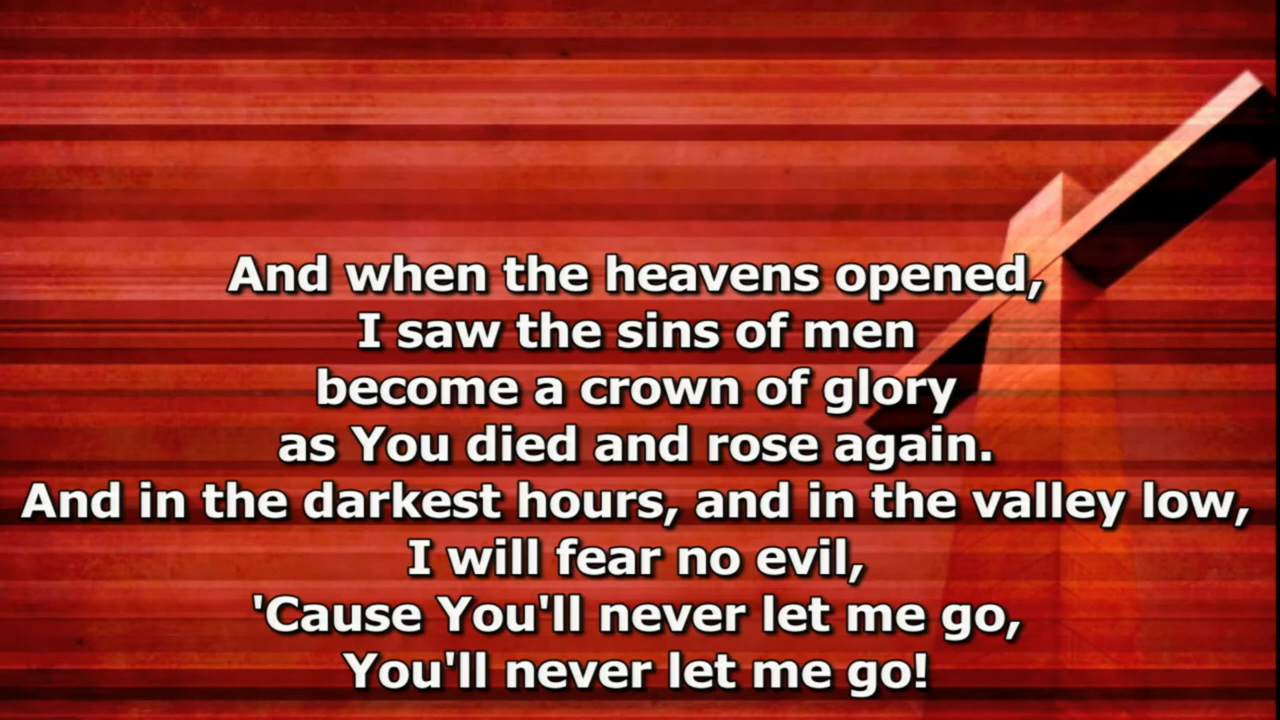 And when the heavens opened,
I saw the sins of men
become a crown of glory
as You died and rose again.
And in the darkest hours, and in the valley low,
I will fear no evil,
'Cause You'll never let me go,
You'll never let me go!